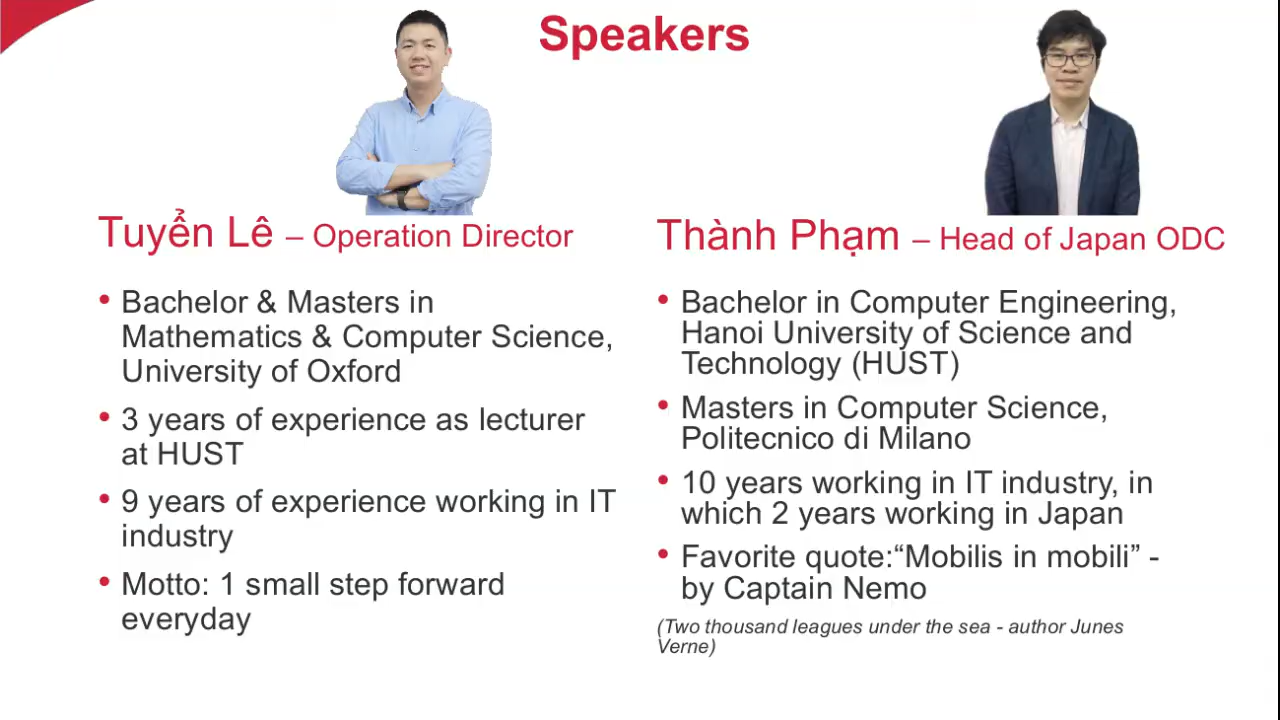 Speakers
Tuyển Lê – Operation Director
• Bachelor & Masters in
Mathematics & Computer Science,
University of Oxford
• 3 years of experience as lecturer
at HUST
• 9 years of experience working in IT
industry
• Motto: 1 small step forward
everyday
Thành Phạm – Head of Japan ODC
• Bachelor in Computer Engineering,
Hanoi University of Science and
Technology (HUST)
• Masters in Computer Science,
Politecnico di Milano
• 10 years working in IT industry, in
which 2 years working in Japan
• Favorite quote:“Mobilis in mobili” -
by Captain Nemo
(Two thousand leagues under the sea - author Junes
Verne)